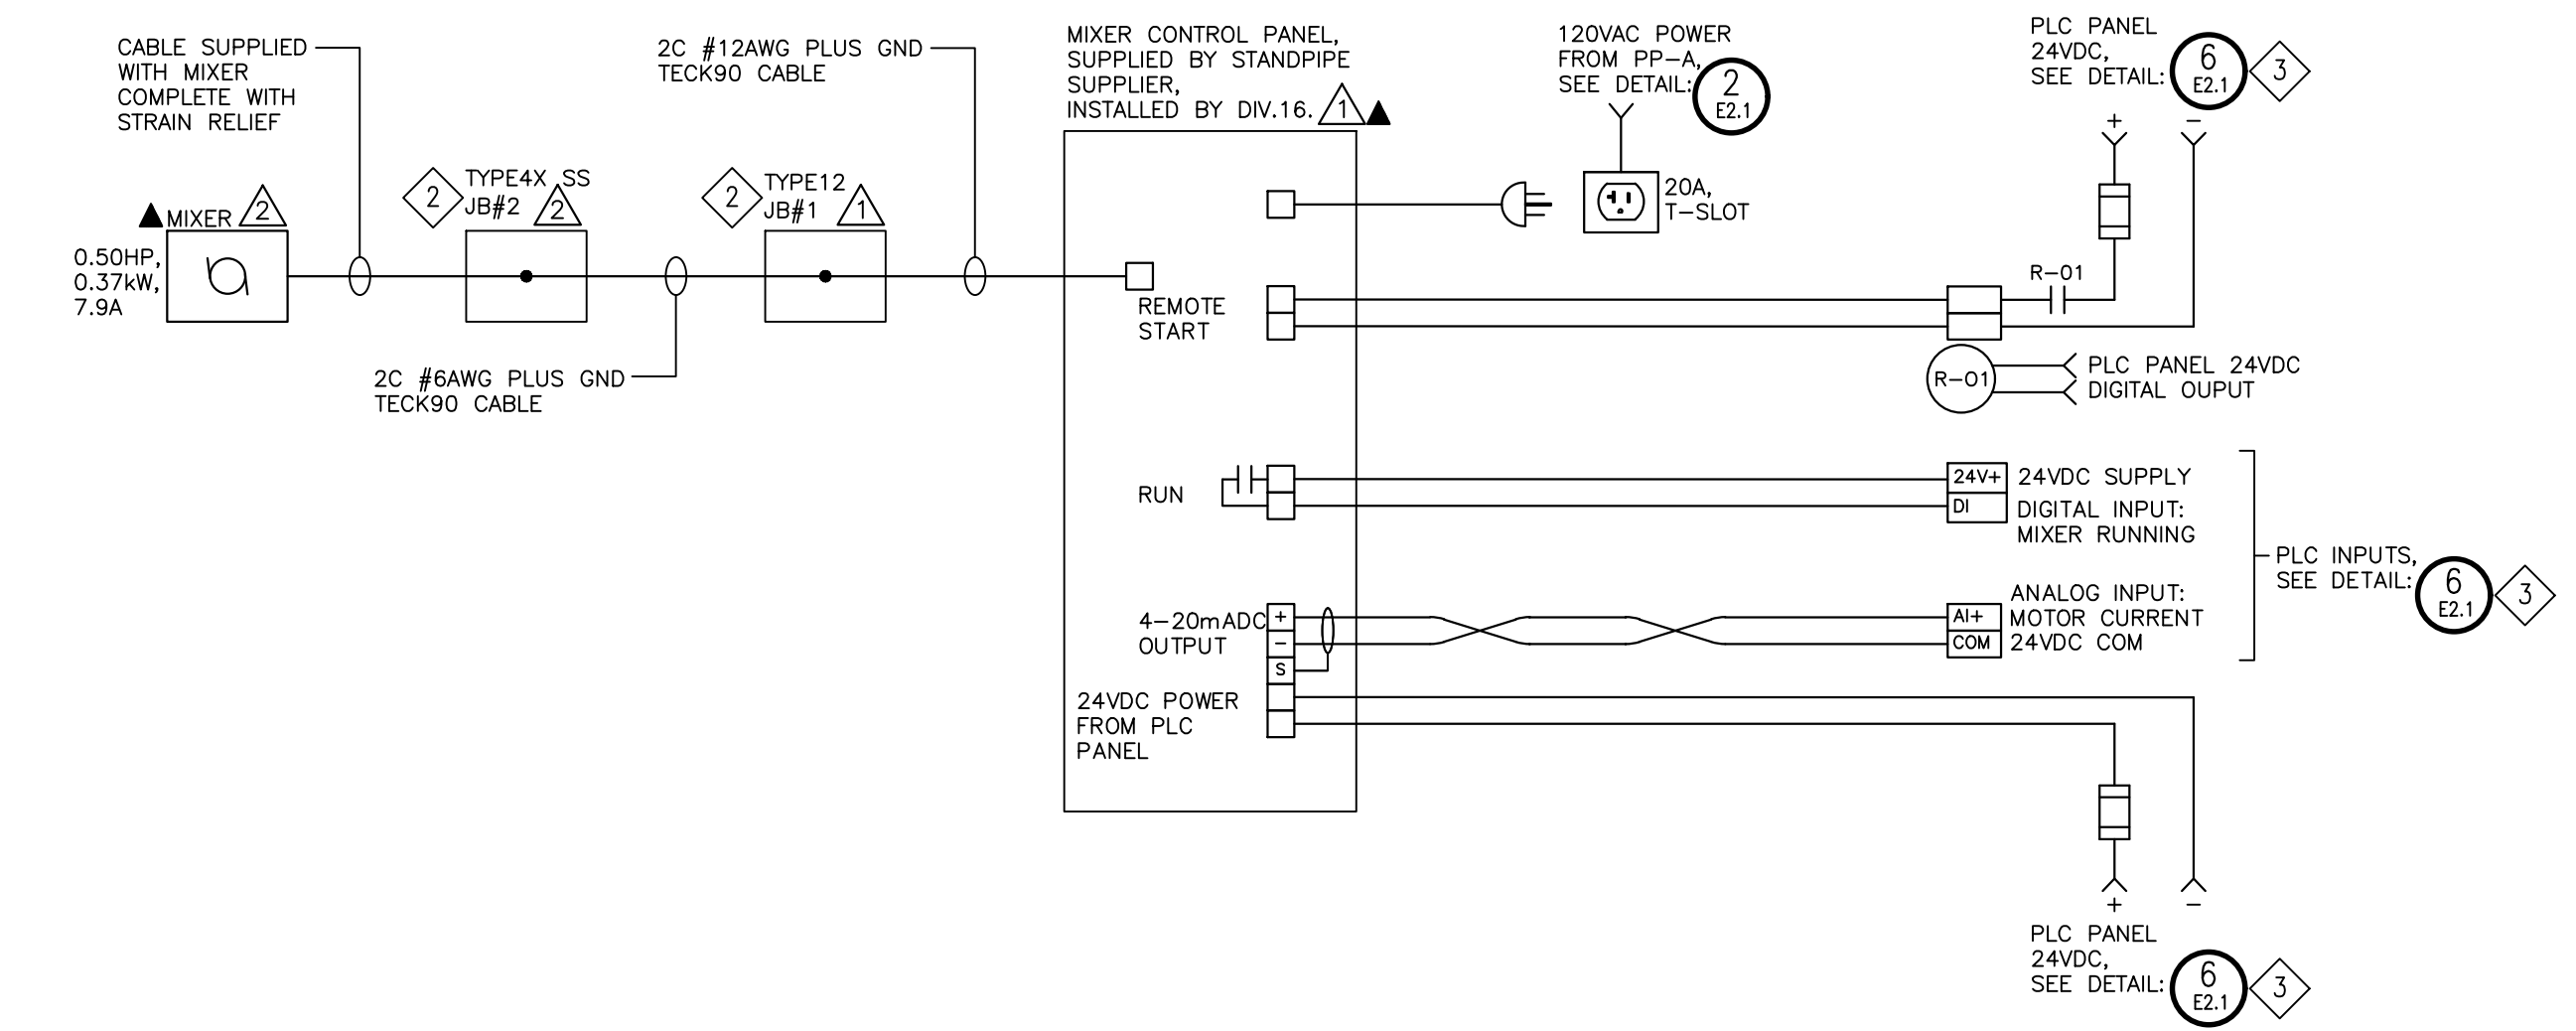 CABLE SUPPLIED
WITH MIXER
COMPLETE WITH
STRAIN RELIEF
2C #12AWG PLUS GND
TECK90 CABLE
MIXER CONTROL PANEL,
SUPPLIED BY STANDPIPE
SUPPLIER,
INSTALLED BY DIV.16.
1
120VAC POWER
FROM PP-A,
SEE DETAIL:
2
E2.1
PLC PANEL
24VDC,
SEE DETAIL:
6
E2.1
3
+
-
MIXER
2
0.50HP,
0.37kW,
7.9A
2
TYPE4X SS
JB#2
2
2
TYPE12
JB#1
1
20A,
T-SLOT
2C #6AWG PLUS GND
TECK90 CABLE
REMOTE
START
R-01
R-01
PLC PANEL 24VDC
DIGITAL OUPUT
RUN
24V+
24VDC SUPPLY
DI
DIGITAL INPUT:
MIXER RUNNING
PLC INPUTS,
SEE DETAIL:
6
E2.1
3
4-20mADC
OUTPUT
+
-
S
AI+
COM
ANALOG INPUT:
MOTOR CURRENT
24VDC COM
24VDC POWER
FROM PLC
PANEL
+
-
PLC PANEL
24VDC,
SEE DETAIL:
6
E2.1
3